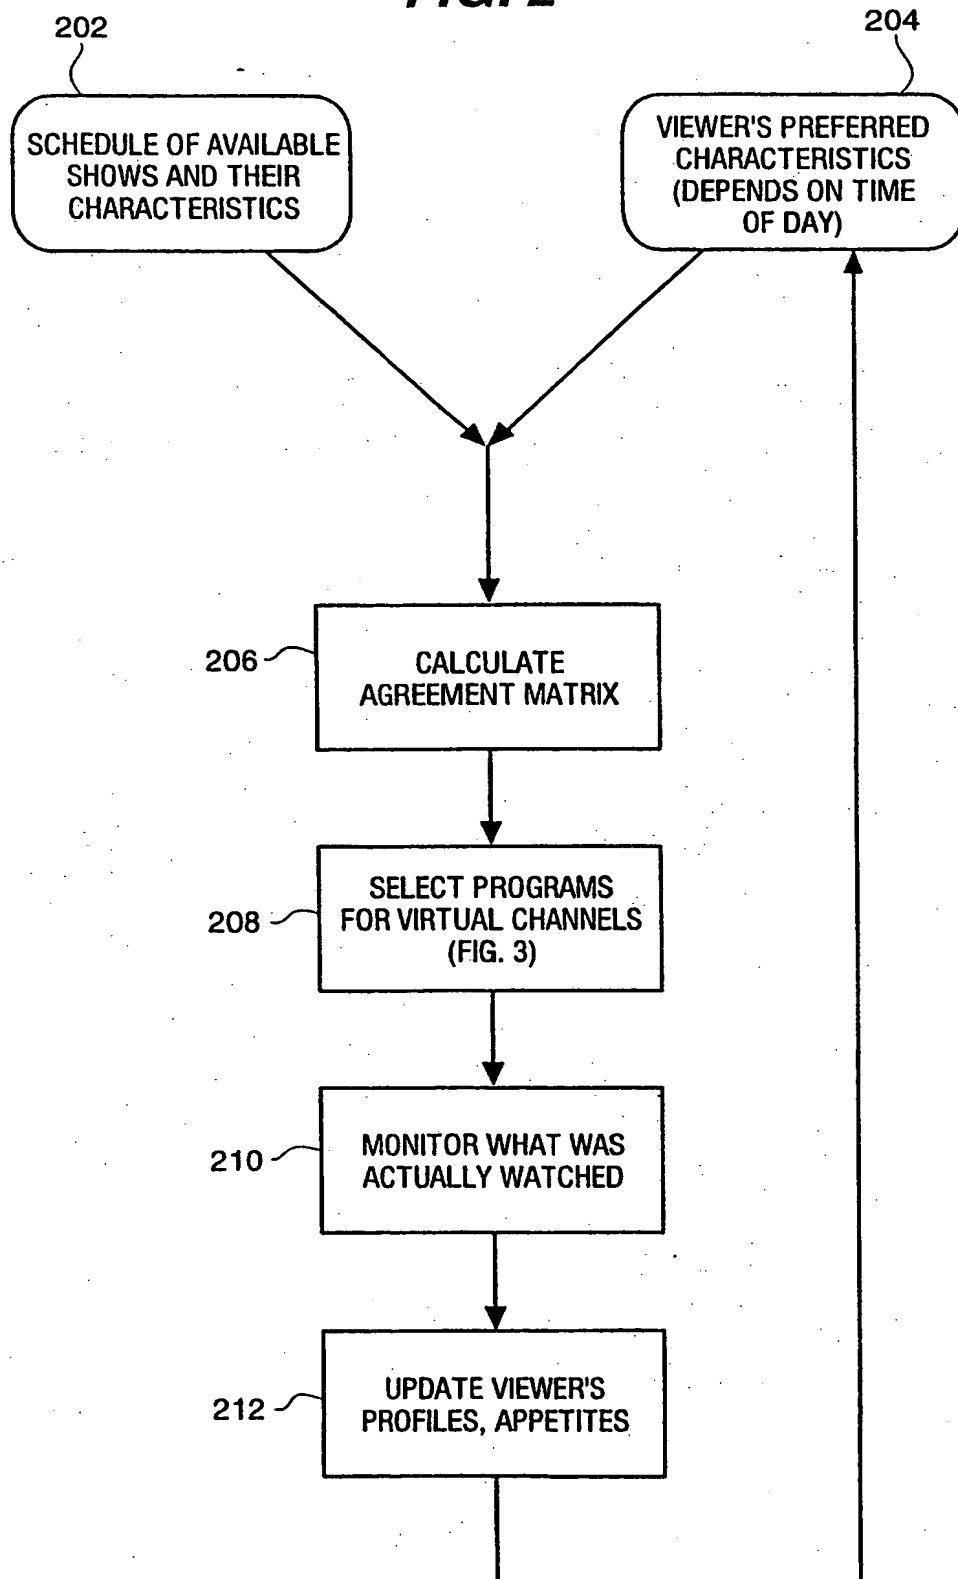 FIG. 2
202
204
SCHEDULE OF AVAILABLE
SHOWS AND THEIR
CHARACTERISTICS
VIEWER'S PREFERRED
CHARACTERISTICS
(DEPENDS ON TIME
OF DAY)
206
CALCULATE
AGREEMENT MATRIX
208
SELECT PROGRAMS
FOR VIRTUAL CHANNELS
(FIG. 3)
210
MONITOR WHAT WAS
ACTUALLY WATCHED
212
UPDATE VIEWER'S
PROFILES, APPETITES